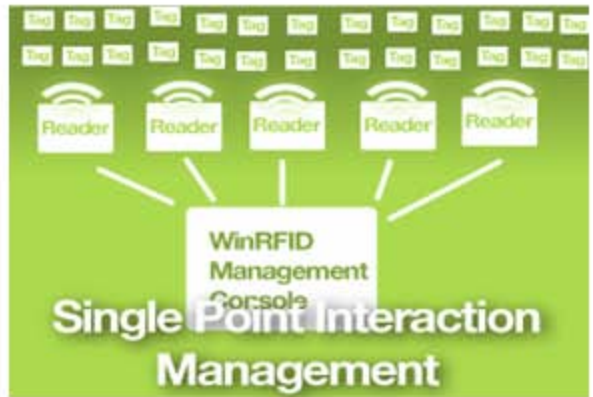 Tag Tag Tag Tag Tag Tag Tag Tag Tag Tag Tag Tag Tag
Tag Tag Tag Tag Tag Tag Tag Tag Tag Tag Tag Tag Tag
Reader Reader Reader Reader Reader
WinRFID
Management
Console
Single Point Interaction
Management